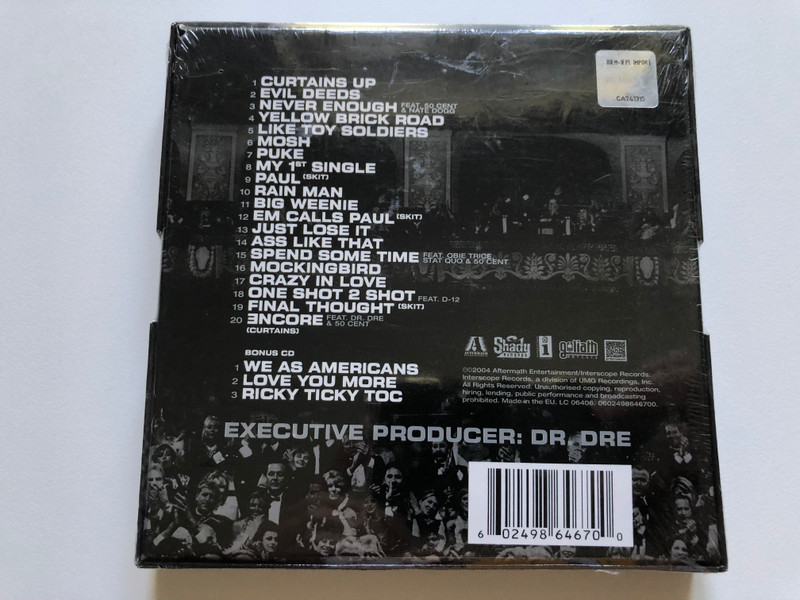 1 CURTAINS UP
2 EVIL DEEDS
3 NEVER ENOUGH FEAT. 50 CENT
& NATE DOGG
4 YELLOW BRICK ROAD
5 LIKE TOY SOLDIERS
6 MOSH
7 PUKE
8 MY 1ST SINGLE
9 PAUL (SKIT)
10 RAIN MAN
11 BIG WEENIE
12 EM CALLS PAUL (SKIT)
13 JUST LOSE IT
14 ASS LIKE THAT
15 SPEND SOME TIME FEAT. OBIE TRICE,
STAT QUO & 50 CENT
16 MOCKINGBIRD
17 CRAZY IN LOVE
18 ONE SHOT 2 SHOT FEAT. D-12
19 FINAL THOUGHT (SKIT)
20 ƎNCORE FEAT. DR. DRE
& 50 CENT
(CURTAINS)
BONUS CD
1 WE AS AMERICANS
2 LOVE YOU MORE
3 RICKY TICKY TOC
AFTERMATH
Shady
RECORDS
i
goliath
ARTISTS
℗©2004 Aftermath Entertainment/Interscope Records.
Interscope Records, a division of UMG Recordings, Inc.
All Rights Reserved. Unauthorised copying, reproduction,
hiring, lending, public performance and broadcasting
prohibited. Made in the EU. LC 06406. 0602498646700.
EXECUTIVE PRODUCER: DR. DRE
6 02498 64670 0